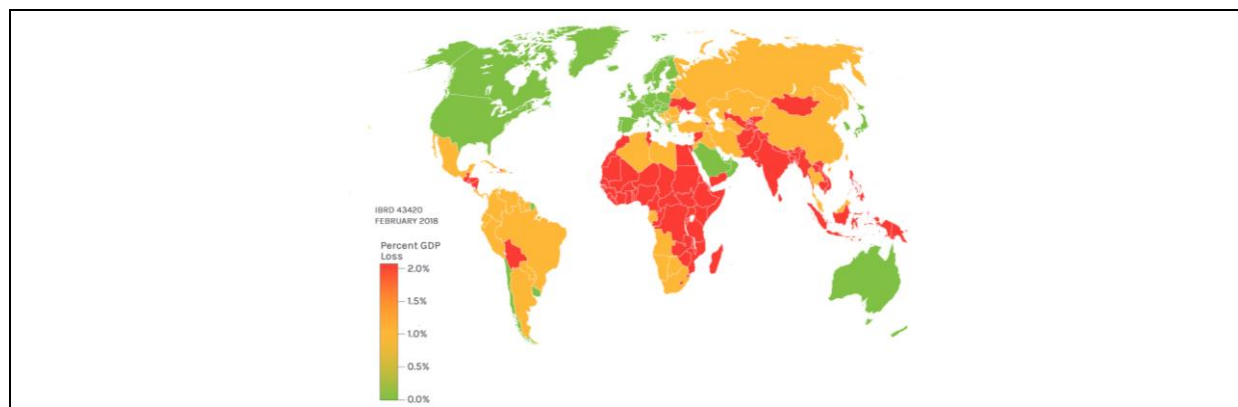 IBRD 43420
FEBRUARY 2018
Percent GDP
Loss
2.0%
1.5%
1.0%
0.5%
0.0%